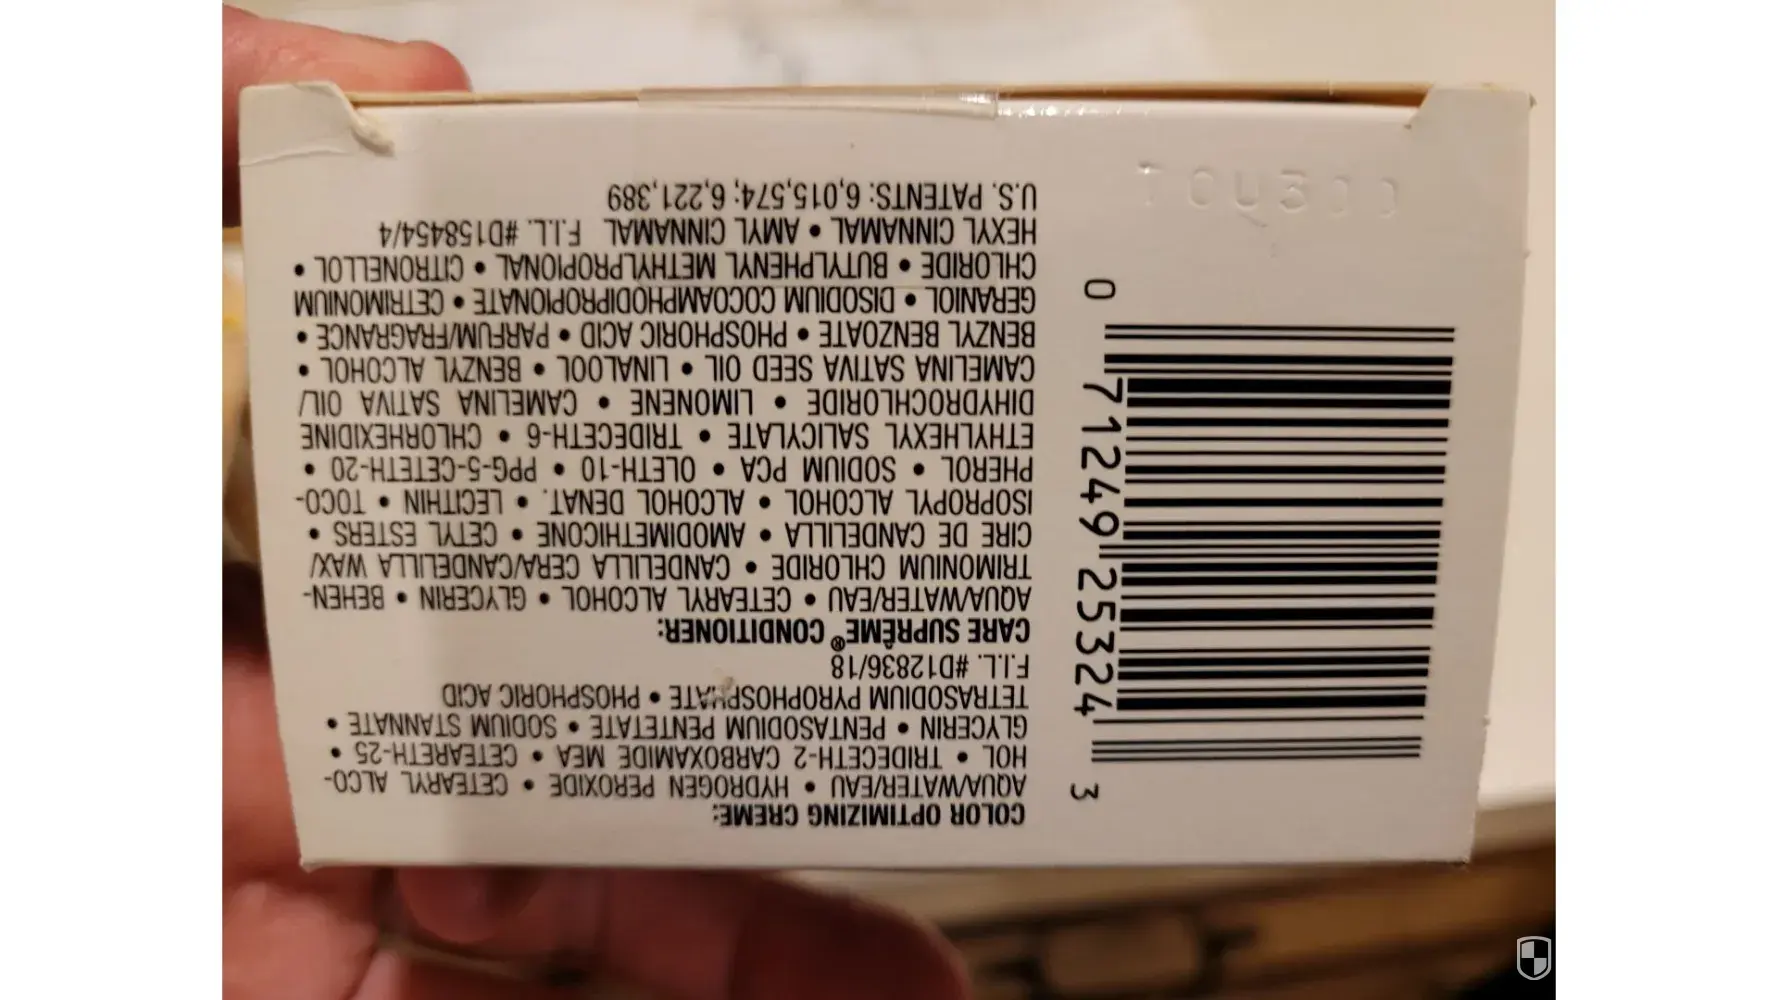 COLOR OPTIMIZING CREME:
AQUA/WATER/EAU • HYDROGEN PEROXIDE • CETEARYL ALCO-
HOL • TRIDECETH-2 CARBOXAMIDE MEA • CETEARETH-25 •
GLYCERIN • PENTASODIUM PENTETATE • SODIUM STANNATE •
TETRASODIUM PYROPHOSPHATE • PHOSPHORIC ACID
F.I.L. #D12836/18
CARE SUPRÊME® CONDITIONER:
AQUA/WATER/EAU • CETEARYL ALCOHOL • GLYCERIN • BEHEN-
TRIMONIUM CHLORIDE • CANDELILLA CERA/CANDELILLA WAX/
CIRE DE CANDELILLA • AMODIMETHICONE • CETYL ESTERS •
ISOPROPYL ALCOHOL • ALCOHOL DENAT. • LECITHIN • TOCO-
PHEROL • SODIUM PCA • OLETH-10 • PPG-5-CETETH-20 •
ETHYLHEXYL SALICYLATE • TRIDECETH-6 • CHLORHEXIDINE
DIHYDROCHLORIDE • LIMONENE • CAMELINA SATIVA OIL/
CAMELINA SATIVA SEED OIL • LINALOOL • BENZYL ALCOHOL •
BENZYL BENZOATE • PHOSPHORIC ACID • PARFUM/FRAGRANCE •
GERANIOL • DISODIUM COCOAMPHODIPROPIONATE • CETRIMONIUM
CHLORIDE • BUTYLPHENYL METHYLPROPIONAL • CITRONELLOL •
HEXYL CINNAMAL • AMYL CINNAMAL F.I.L. #D158454/4
U.S. PATENTS: 6,015,574; 6,221,389
0 71249 25324 3